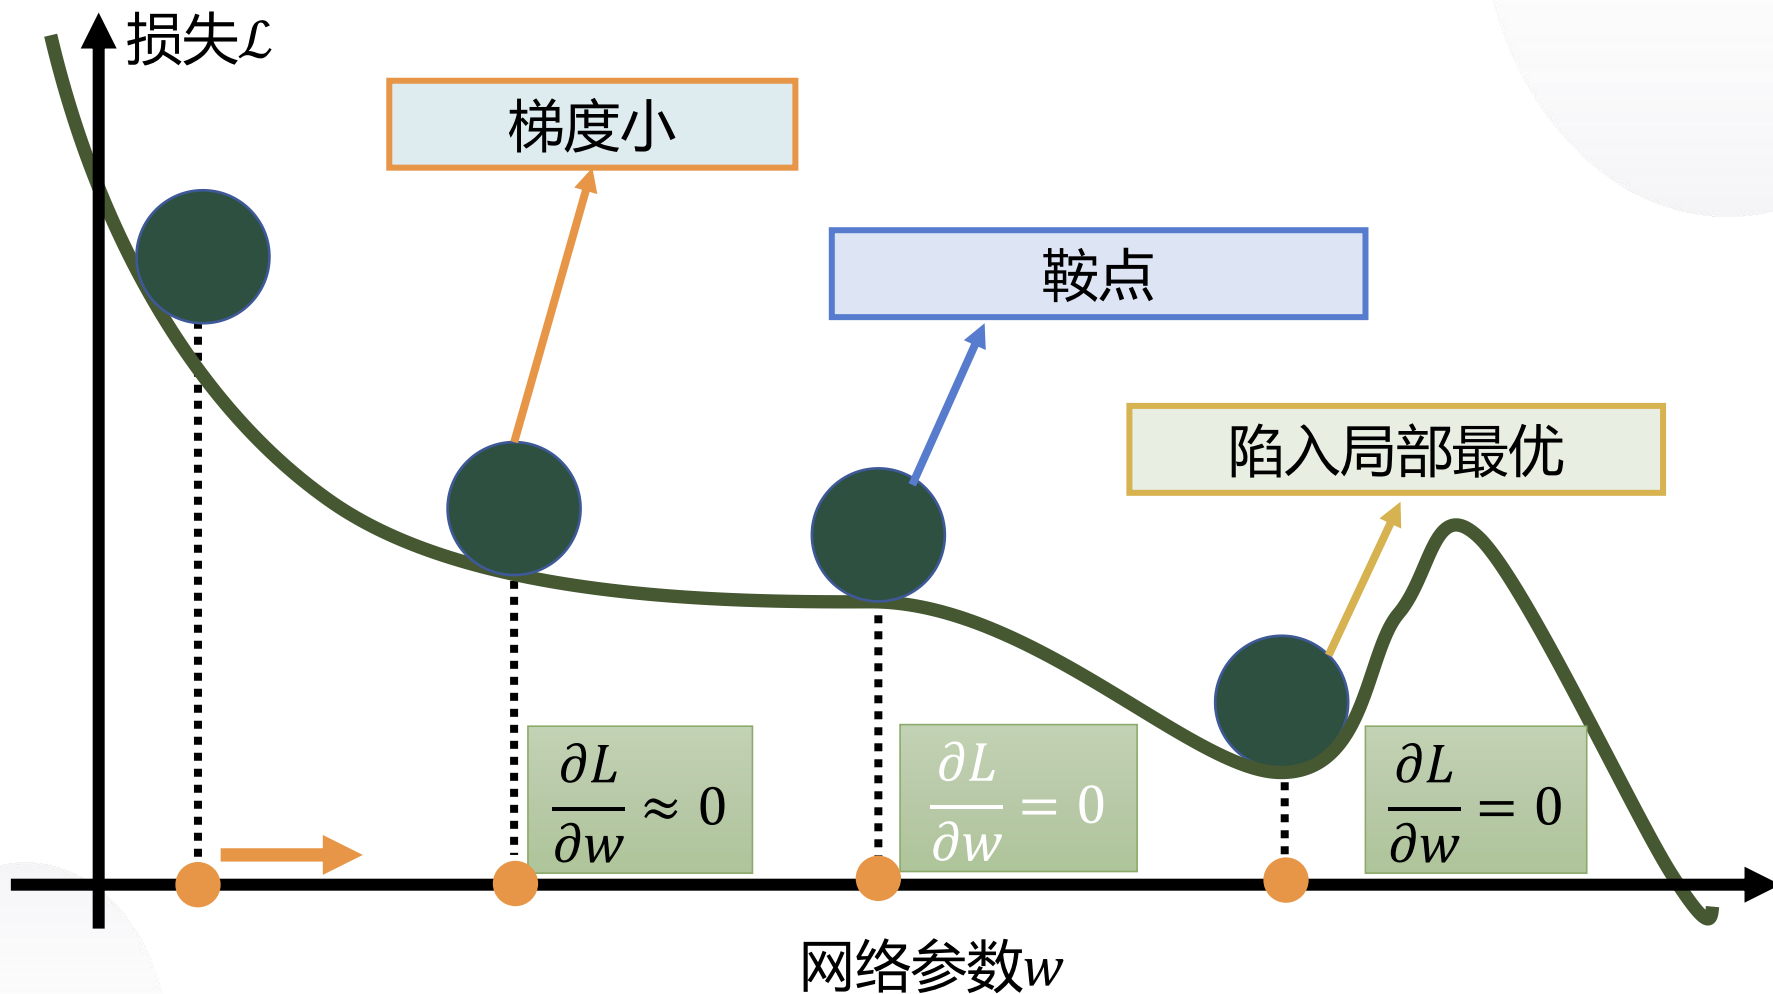 损失ℒ
梯度小
鞍点
陷入局部最优
∂L/∂w ≈ 0
∂L/∂w = 0
∂L/∂w = 0
网络参数w